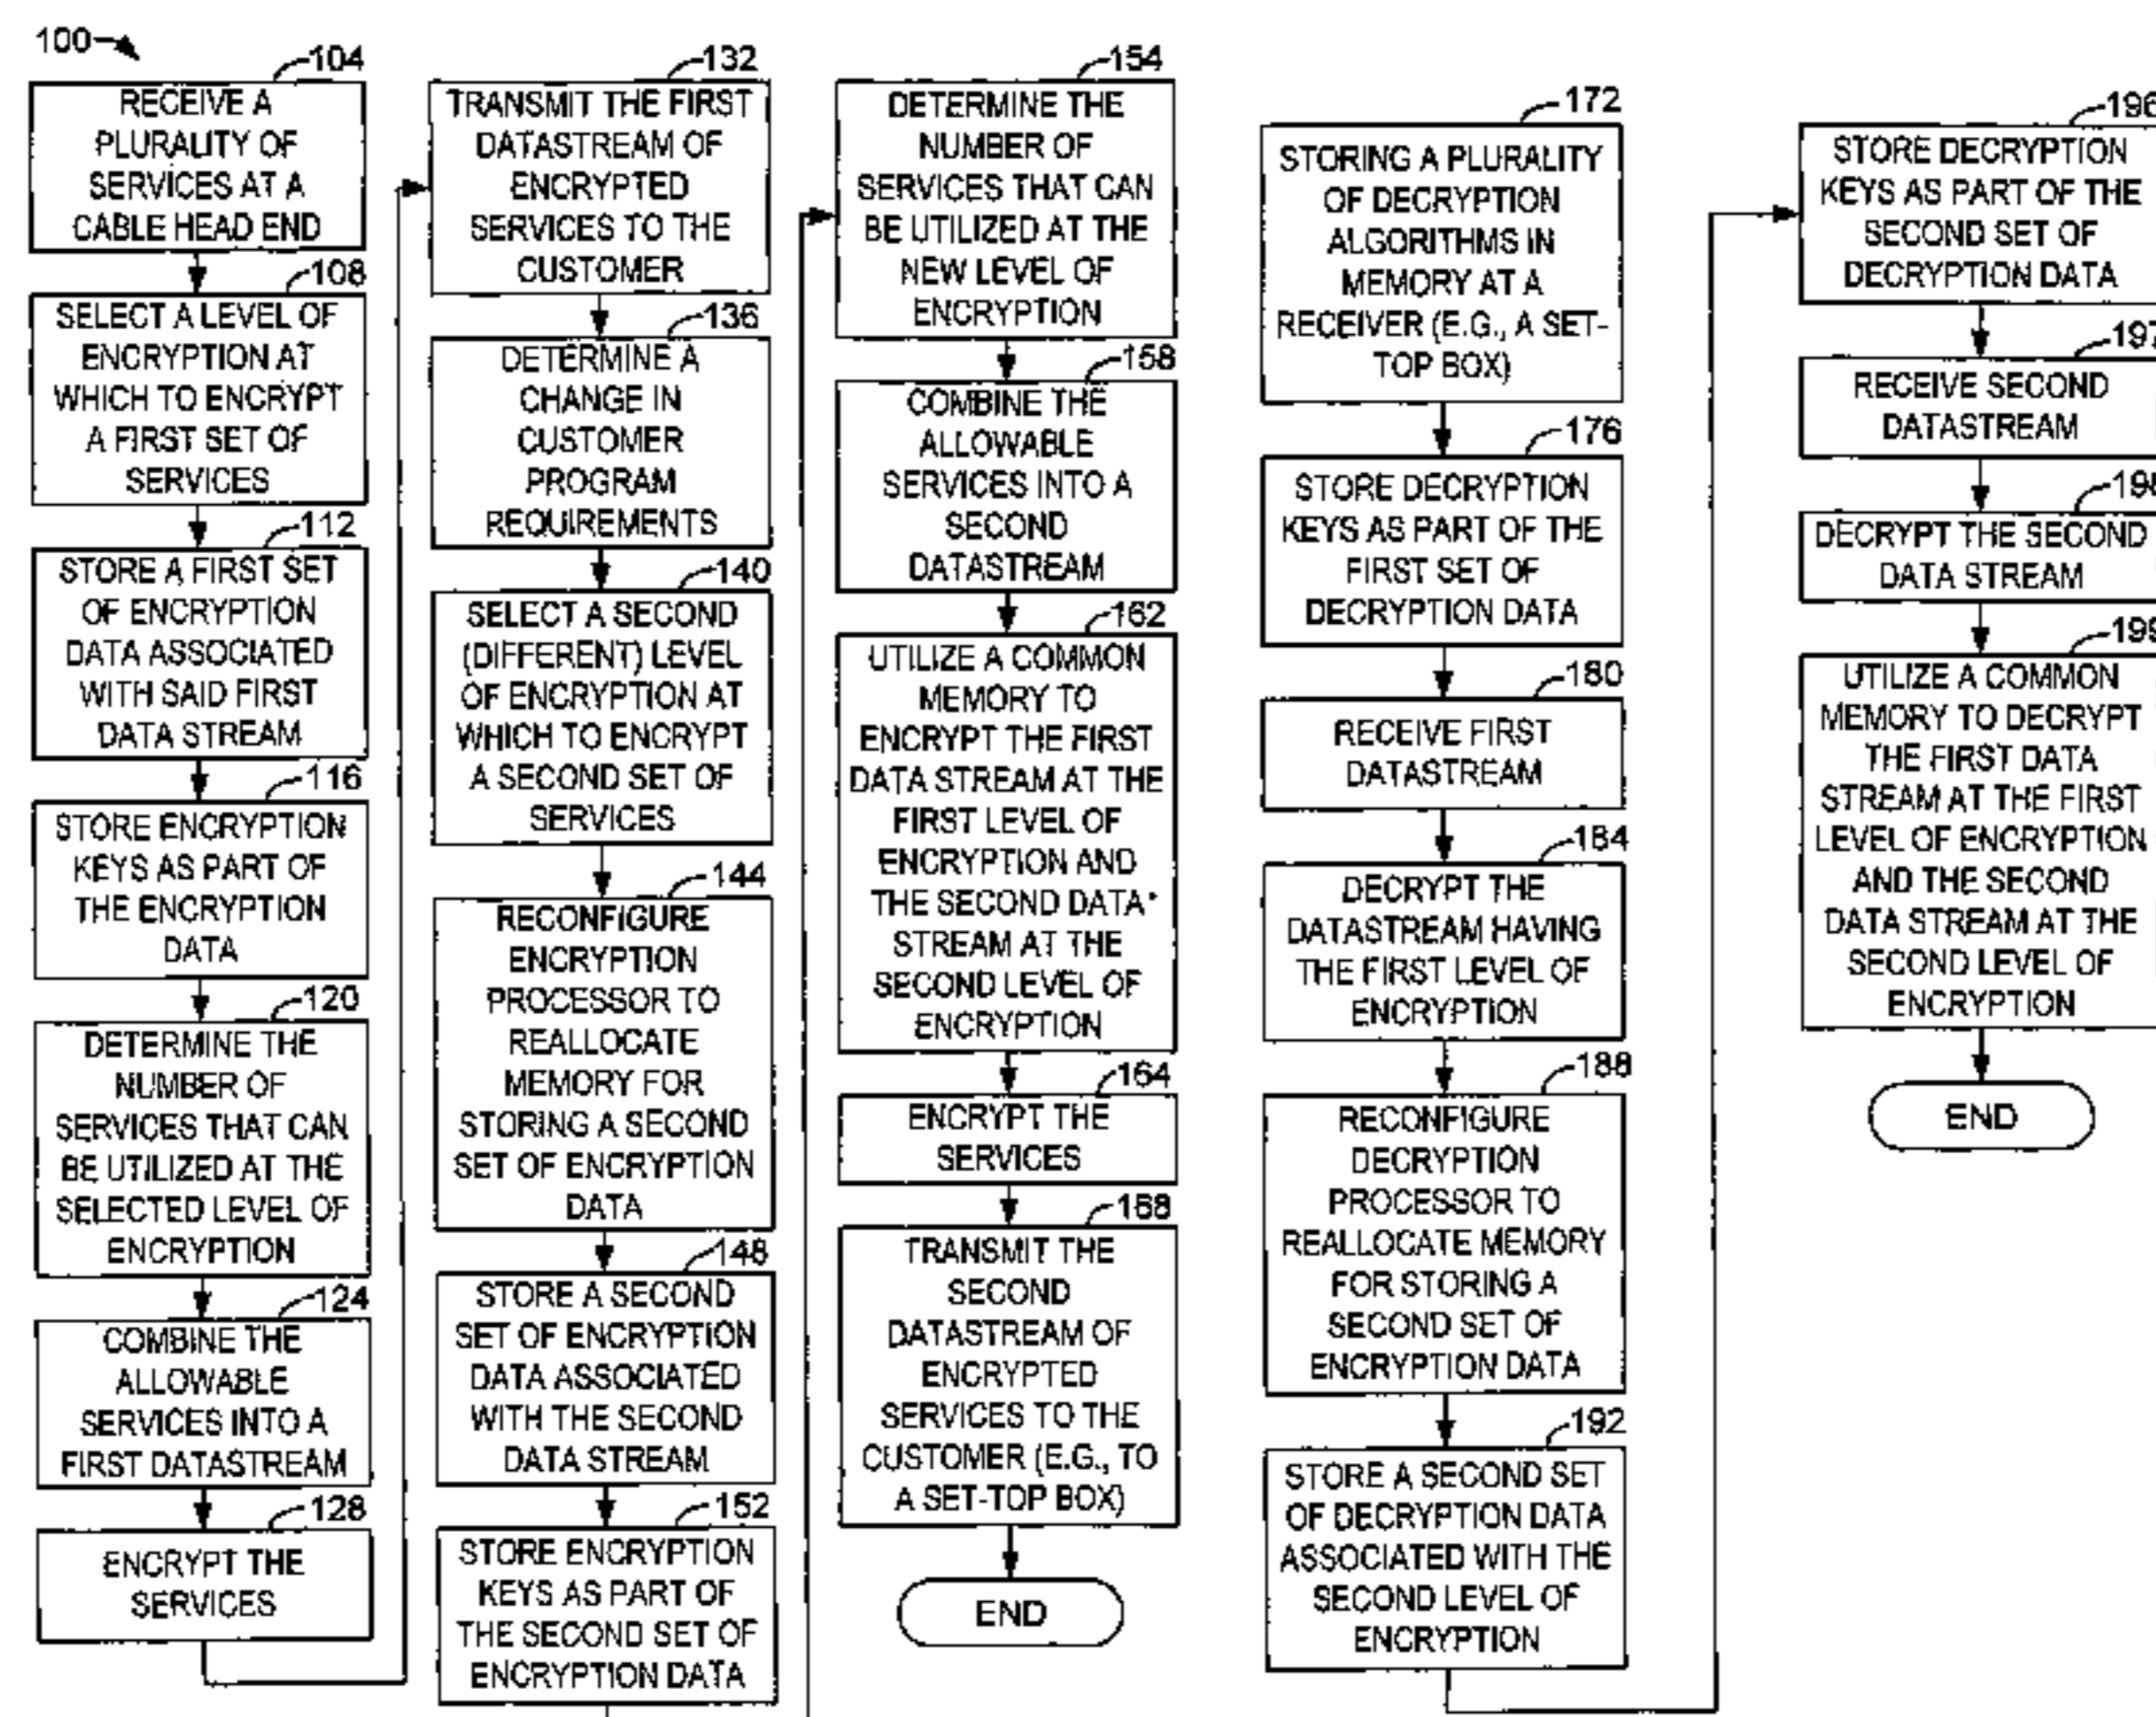 100
104
RECEIVE A
PLURALITY OF
SERVICES AT A
CABLE HEAD END
108
SELECT A LEVEL OF
ENCRYPTION AT
WHICH TO ENCRYPT
A FIRST SET OF
SERVICES
112
STORE A FIRST SET
OF ENCRYPTION
DATA ASSOCIATED
WITH SAID FIRST
DATA STREAM
116
STORE ENCRYPTION
KEYS AS PART OF
THE ENCRYPTION
DATA
120
DETERMINE THE
NUMBER OF
SERVICES THAT CAN
BE UTILIZED AT THE
SELECTED LEVEL OF
ENCRYPTION
124
COMBINE THE
ALLOWABLE
SERVICES INTO A
FIRST DATASTREAM
128
ENCRYPT THE
SERVICES
132
TRANSMIT THE FIRST
DATASTREAM OF
ENCRYPTED
SERVICES TO THE
CUSTOMER
136
DETERMINE A
CHANGE IN
CUSTOMER
PROGRAM
REQUIREMENTS
140
SELECT A SECOND
(DIFFERENT) LEVEL
OF ENCRYPTION AT
WHICH TO ENCRYPT
A SECOND SET OF
SERVICES
144
RECONFIGURE
ENCRYPTION
PROCESSOR TO
REALLOCATE
MEMORY FOR
STORING A SECOND
SET OF ENCRYPTION
DATA
148
STORE A SECOND
SET OF ENCRYPTION
DATA ASSOCIATED
WITH THE SECOND
DATA STREAM
152
STORE ENCRYPTION
KEYS AS PART OF
THE SECOND SET OF
ENCRYPTION DATA
154
DETERMINE THE
NUMBER OF
SERVICES THAT CAN
BE UTILIZED AT THE
NEW LEVEL OF
ENCRYPTION
158
COMBINE THE
ALLOWABLE
SERVICES INTO A
SECOND
DATASTREAM
162
UTILIZE A COMMON
MEMORY TO
ENCRYPT THE FIRST
DATA STREAM AT THE
FIRST LEVEL OF
ENCRYPTION AND
THE SECOND DATA
STREAM AT THE
SECOND LEVEL OF
ENCRYPTION
164
ENCRYPT THE
SERVICES
168
TRANSMIT THE
SECOND
DATASTREAM OF
ENCRYPTED
SERVICES TO THE
CUSTOMER (E.G., TO
A SET-TOP BOX)
END
172
STORING A PLURALITY
OF DECRYPTION
ALGORITHMS IN
MEMORY AT A
RECEIVER (E.G., A SET-
TOP BOX)
176
STORE DECRYPTION
KEYS AS PART OF THE
FIRST SET OF
DECRYPTION DATA
180
RECEIVE FIRST
DATASTREAM
184
DECRYPT THE
DATASTREAM HAVING
THE FIRST LEVEL OF
ENCRYPTION
188
RECONFIGURE
DECRYPTION
PROCESSOR TO
REALLOCATE MEMORY
FOR STORING A
SECOND SET OF
ENCRYPTION DATA
192
STORE A SECOND SET
OF DECRYPTION DATA
ASSOCIATED WITH THE
SECOND LEVEL OF
ENCRYPTION
196
STORE DECRYPTION
KEYS AS PART OF THE
SECOND SET OF
DECRYPTION DATA
197
RECEIVE SECOND
DATASTREAM
DECRYPT THE SECOND
DATA STREAM
199
UTILIZE A COMMON
MEMORY TO DECRYPT
THE FIRST DATA
STREAM AT THE FIRST
LEVEL OF ENCRYPTION
AND THE SECOND
DATA STREAM AT THE
SECOND LEVEL OF
ENCRYPTION
END